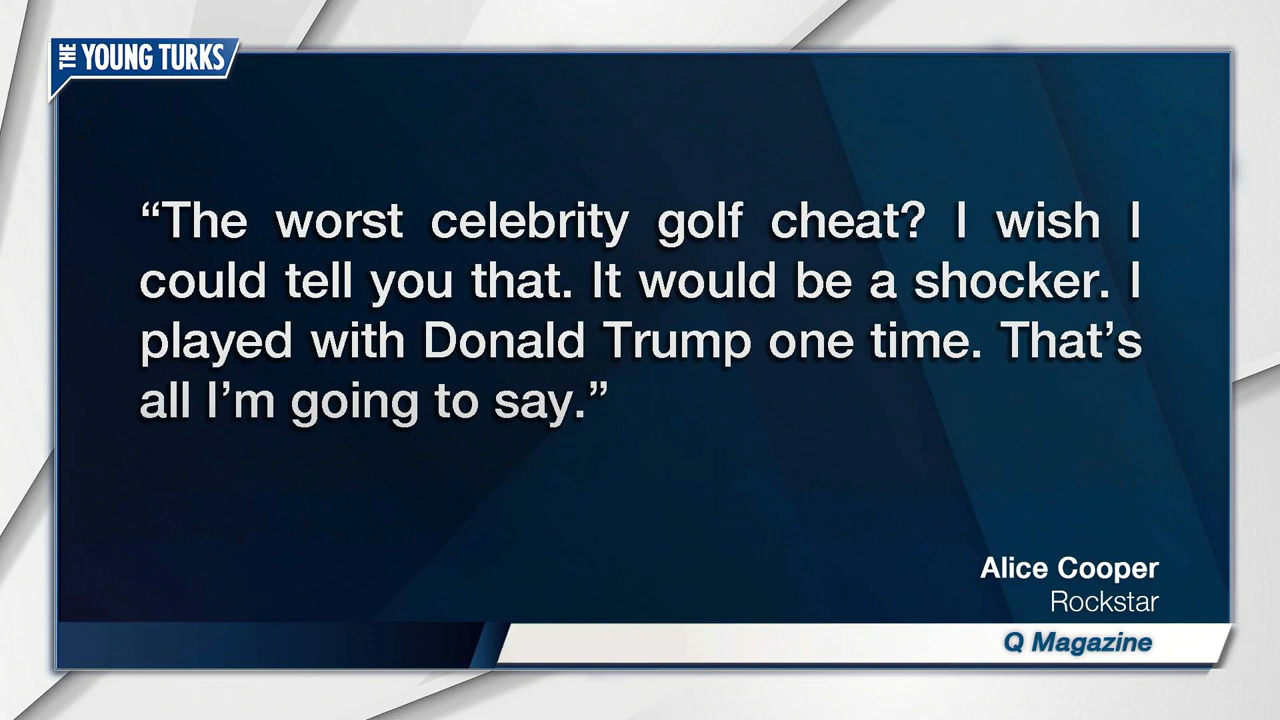 THE YOUNG TURKS
“The worst celebrity golf cheat? I wish I
could tell you that. It would be a shocker. I
played with Donald Trump one time. That’s
all I’m going to say.”
Alice Cooper
Rockstar
Q Magazine